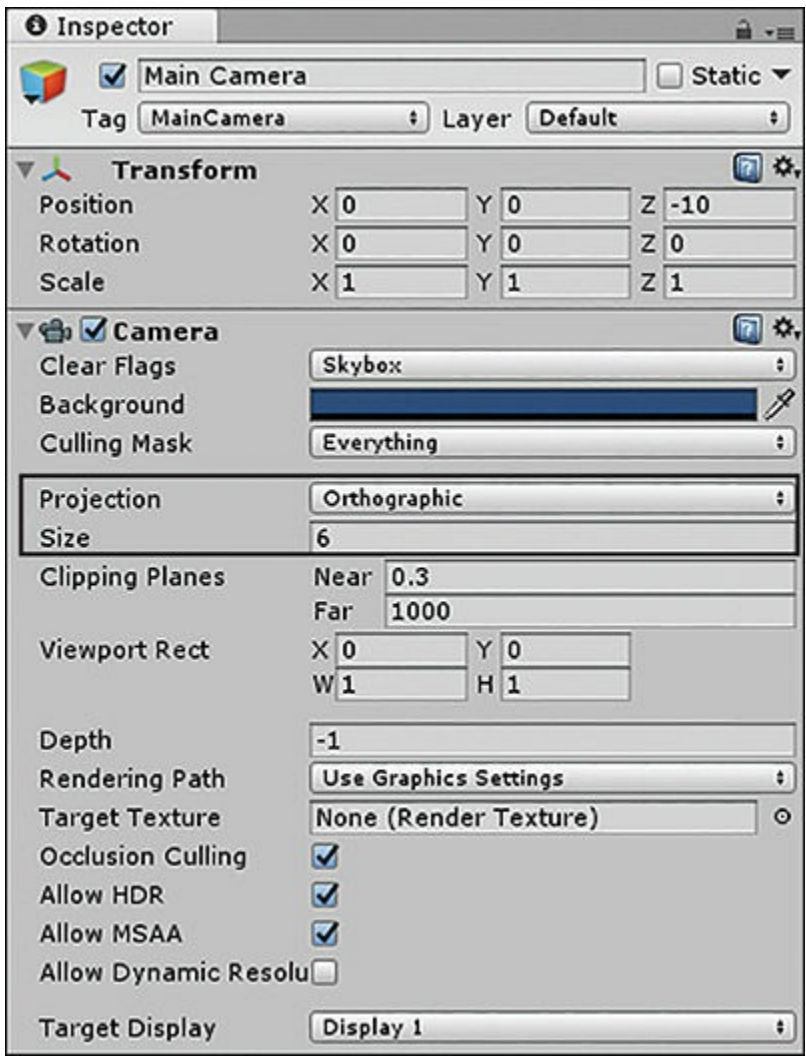 Inspector
Main Camera Static
Tag MainCamera Layer Default
Transform
Position X 0 Y 0 Z -10
Rotation X 0 Y 0 Z 0
Scale X 1 Y 1 Z 1
Camera
Clear Flags Skybox
Background
Culling Mask Everything
Projection Orthographic
Size 6
Clipping Planes Near 0.3
Far 1000
Viewport Rect X 0 Y 0
W 1 H 1
Depth -1
Rendering Path Use Graphics Settings
Target Texture None (Render Texture)
Occlusion Culling
Allow HDR
Allow MSAA
Allow Dynamic Resolu
Target Display Display 1